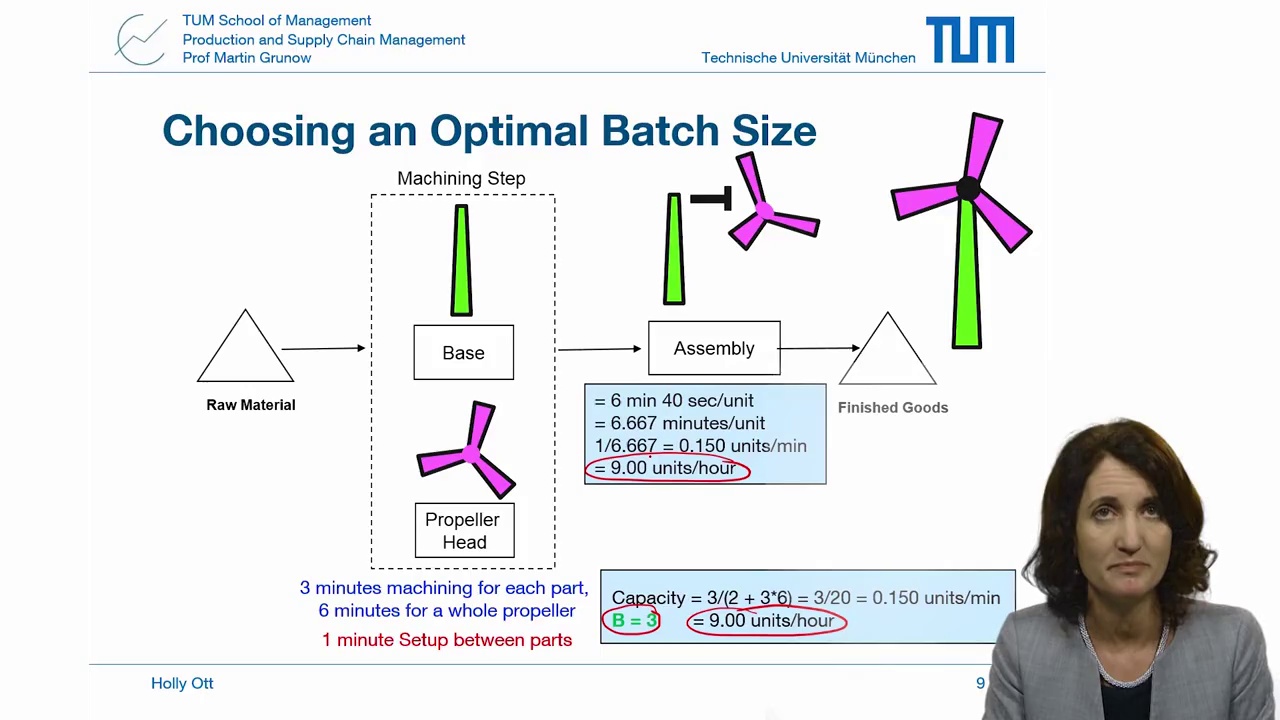 TUM School of Management
Production and Supply Chain Management
Prof Martin Grunow
Technische Universität München
TUM
Choosing an Optimal Batch Size
Machining Step
Base
Assembly
Raw Material
Finished Goods
= 6 min 40 sec/unit
= 6.667 minutes/unit
1/6.667 = 0.150 units/min
= 9.00 units/hour
Propeller
Head
3 minutes machining for each part,
6 minutes for a whole propeller
1 minute Setup between parts
Capacity = 3/(2 + 3*6) = 3/20 = 0.150 units/min
B = 3 = 9.00 units/hour
Holly Ott
9